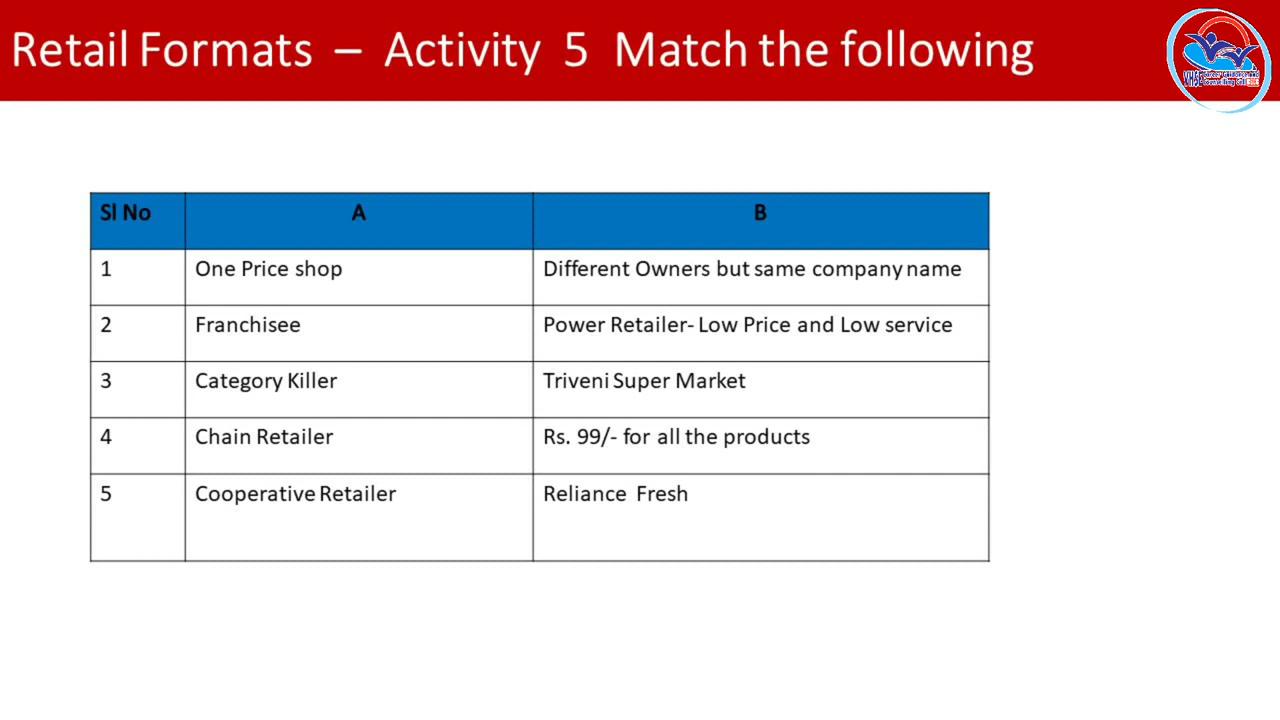 Retail Formats – Activity 5 Match the following
Sl No A B
1 One Price shop Different Owners but same company name
2 Franchisee Power Retailer- Low Price and Low service
3 Category Killer Triveni Super Market
4 Chain Retailer Rs. 99/- for all the products
5 Cooperative Retailer Reliance Fresh